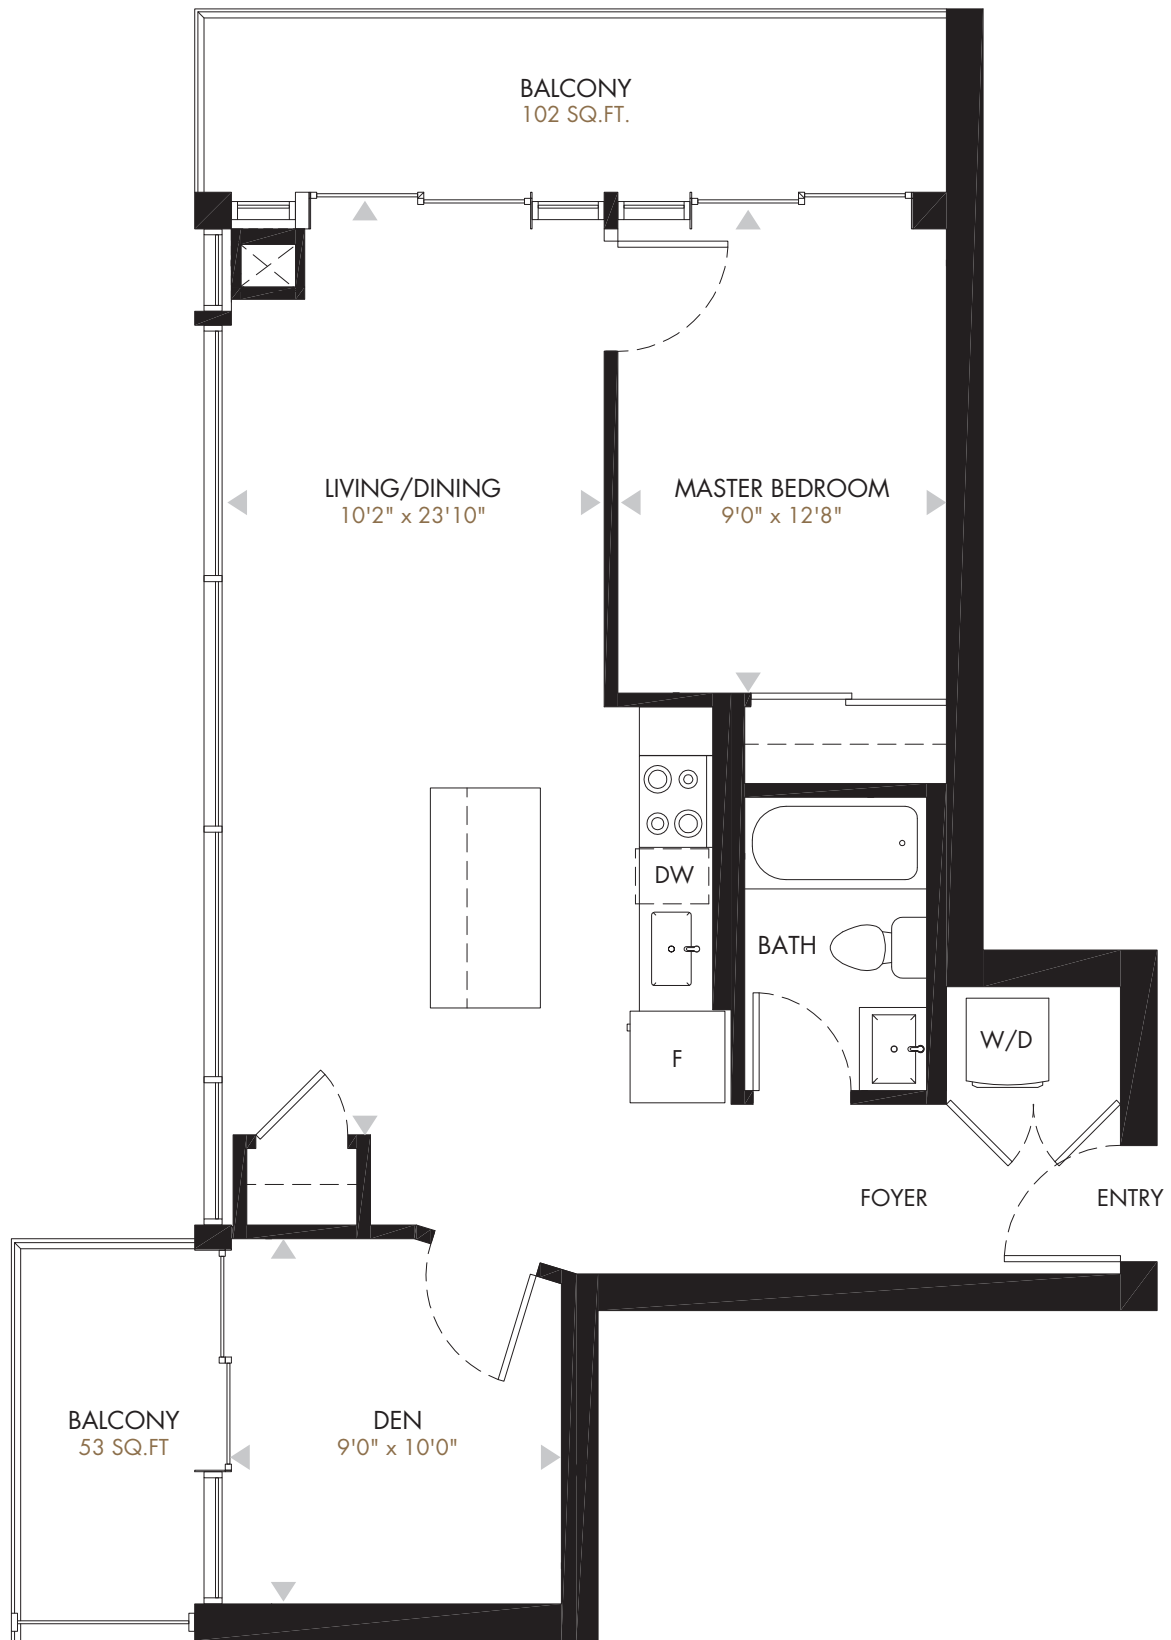 BALCONY
102 SQ.FT.
LIVING/DINING
10'2" x 23'10"
MASTER BEDROOM
9'0" x 12'8"
DW
BATH
W/D
F
FOYER
ENTRY
BALCONY
53 SQ.FT
DEN
9'0" x 10'0"